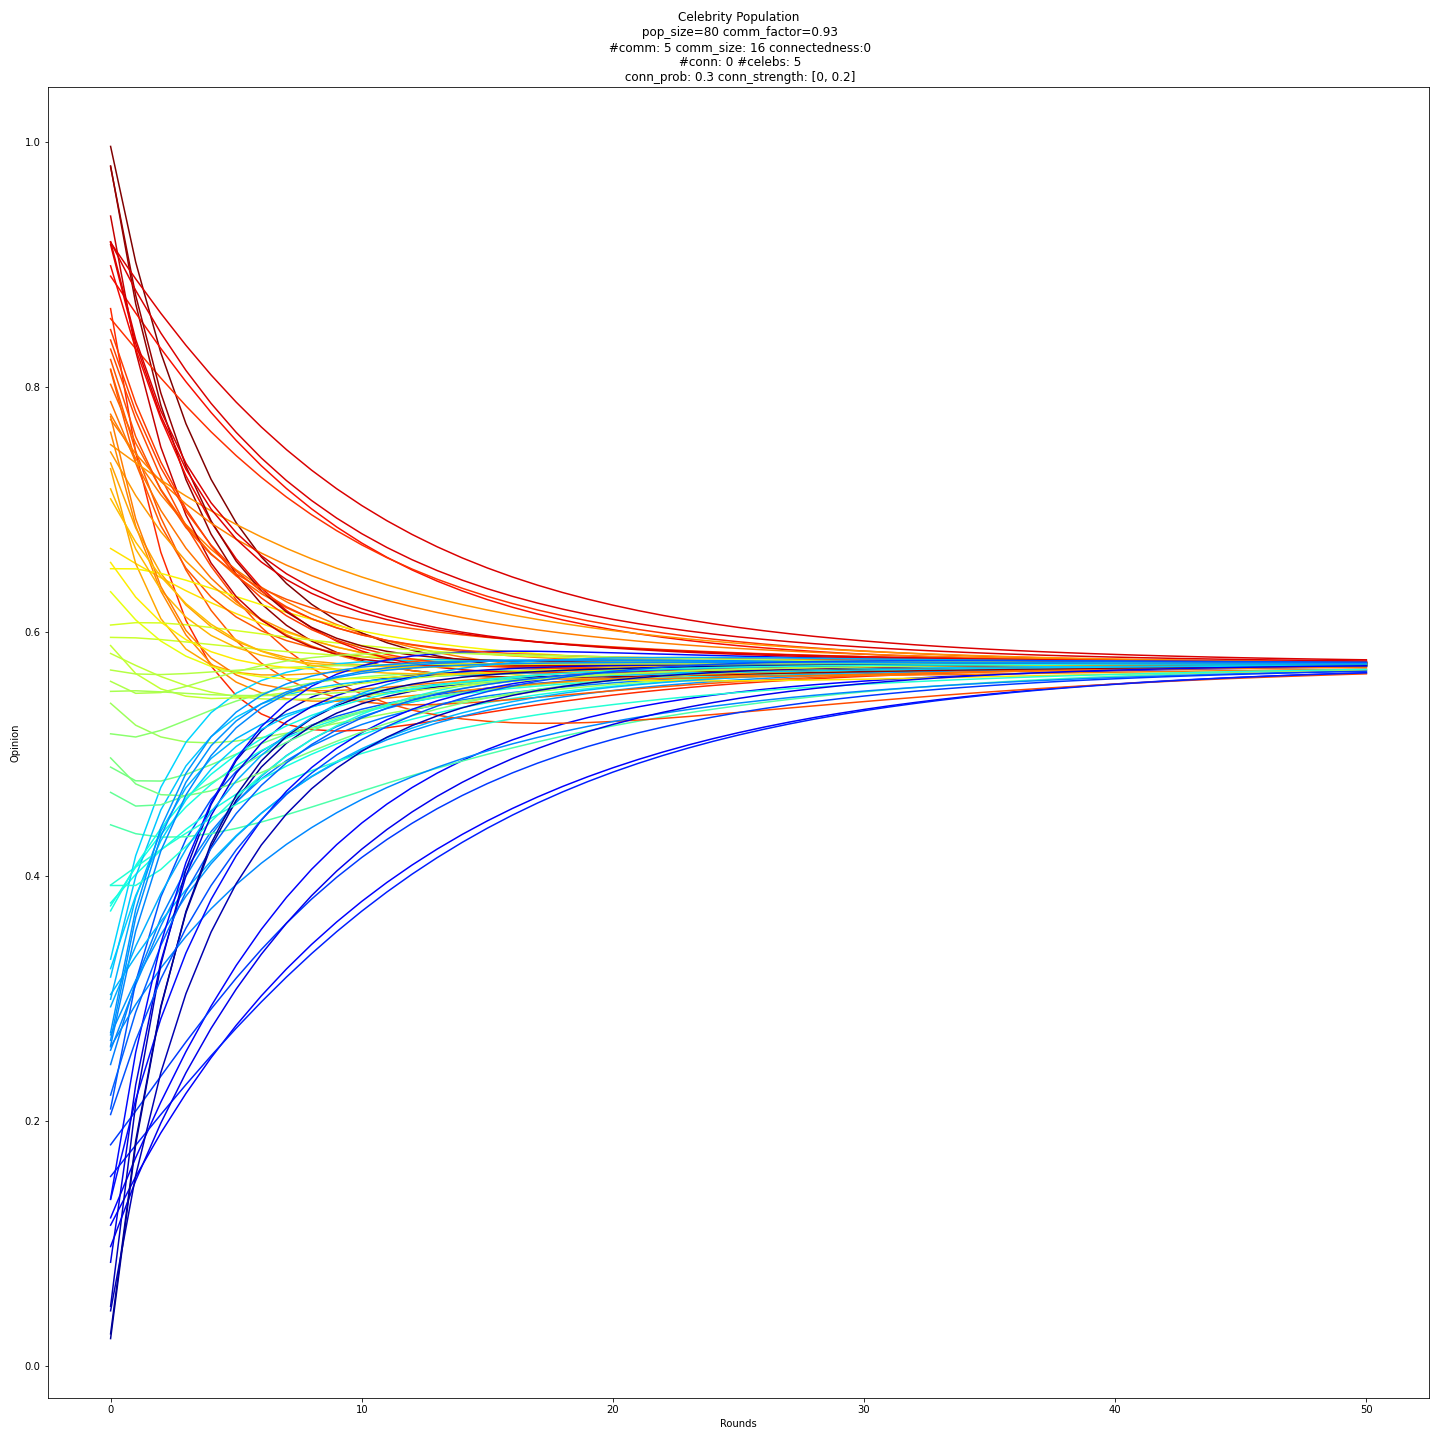 Celebrity Population
pop_size=80 comm_factor=0.93
#comm: 5 comm_size: 16 connectedness:0
#conn: 0 #celebs: 5
conn_prob: 0.3 conn_strength: [0, 0.2]
1.0
0.8
0.6
0.4
0.2
0.0
Opinion
0 10 20 30 40 50
Rounds